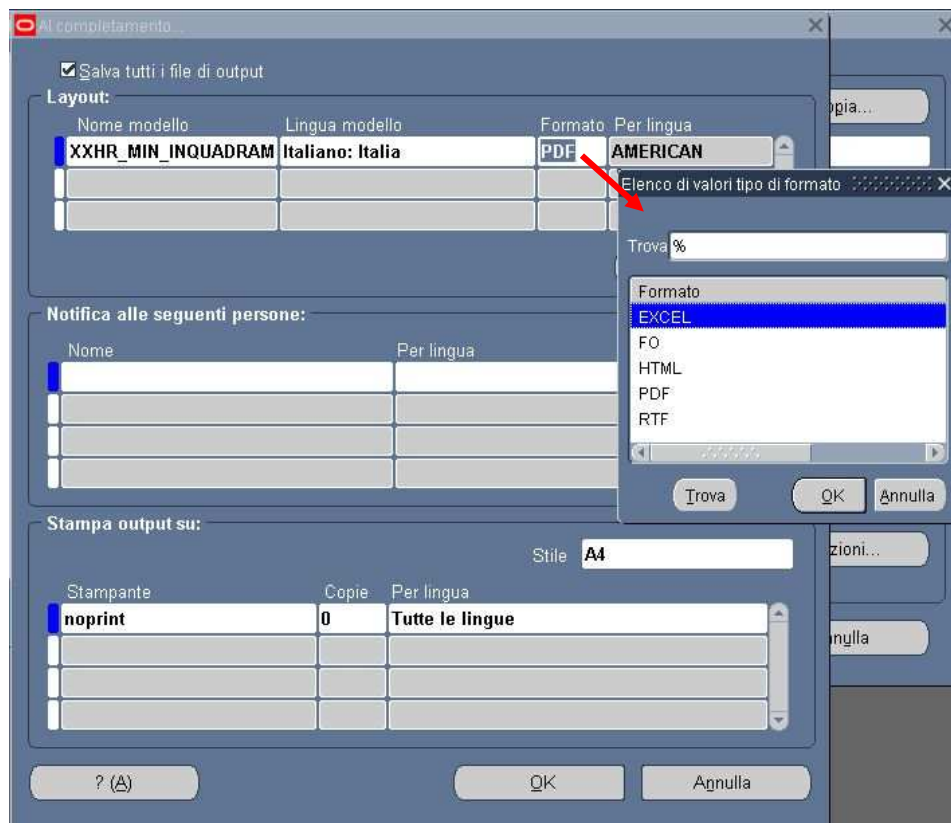 Al completamento...
Salva tutti i file di output
Layout:
Nome modello Lingua modello Formato Per lingua
XXHR_MIN_INQUADRAM Italiano: Italia PDF AMERICAN
opia...
Elenco di valori tipo di formato
Trova %
Formato
EXCEL
FO
HTML
PDF
RTF
Trova OK Annulla
Notifica alle seguenti persone:
Nome Per lingua
Stampa output su:
Stile A4
zioni...
Stampante Copie Per lingua
noprint 0 Tutte le lingue
nnulla
? (A) OK Annulla